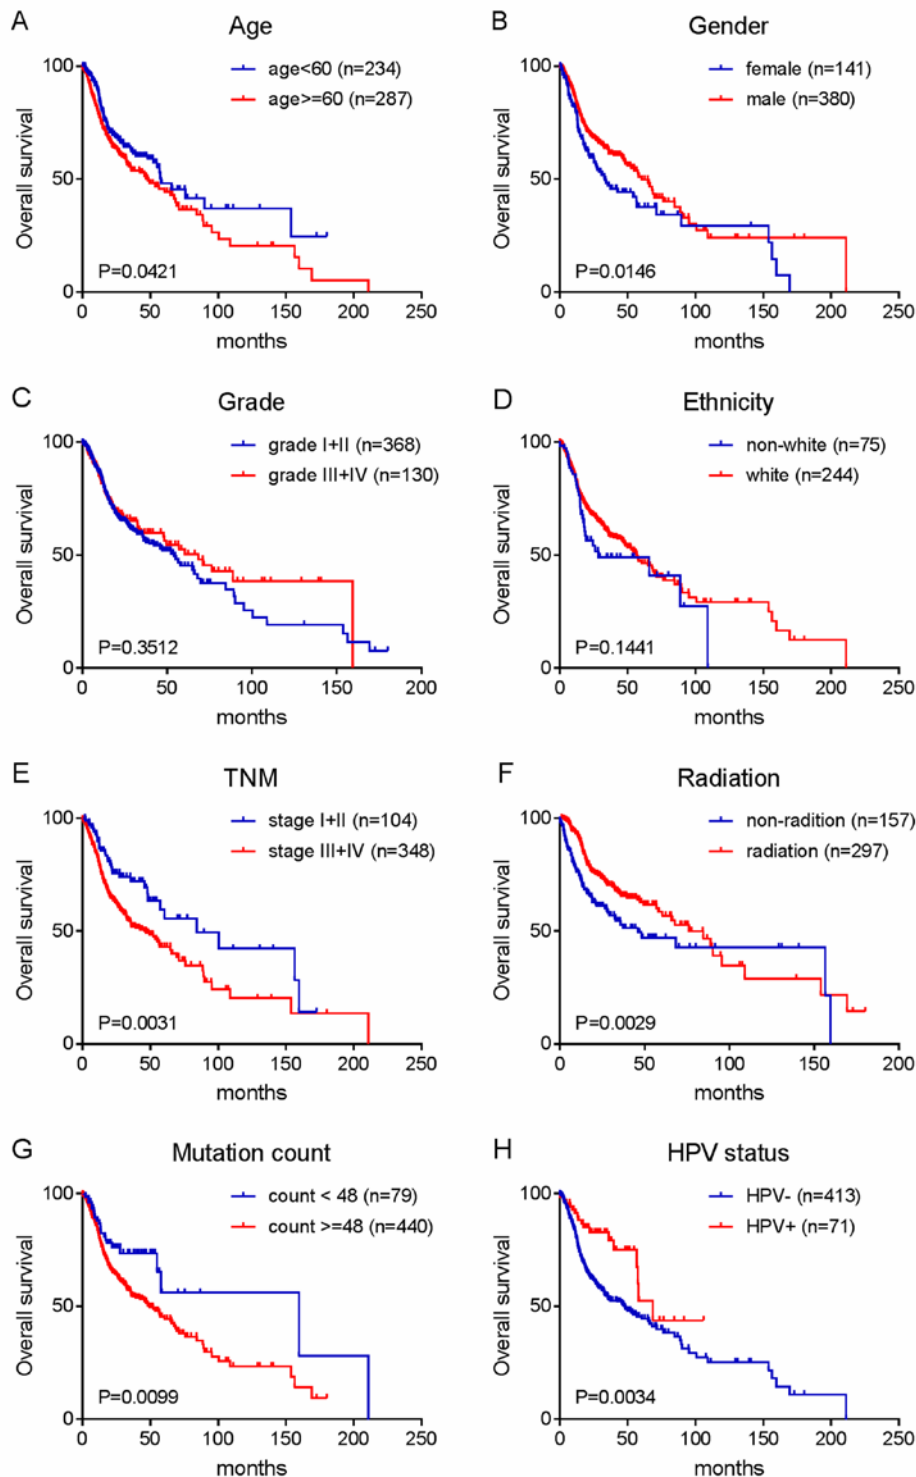 A
Age
100
50
0
Overall survival
age<60 (n=234)
age>=60 (n=287)
P=0.0421
0 50 100 150 200 250
months
B
Gender
100
50
0
Overall survival
female (n=141)
male (n=380)
P=0.0146
0 50 100 150 200 250
months
C
Grade
100
50
0
Overall survival
grade I+II (n=368)
grade III+IV (n=130)
P=0.3512
0 50 100 150 200
months
D
Ethnicity
100
50
0
Overall survival
non-white (n=75)
white (n=244)
P=0.1441
0 50 100 150 200 250
months
E
TNM
100
50
0
Overall survival
stage I+II (n=104)
stage III+IV (n=348)
P=0.0031
0 50 100 150 200 250
months
F
Radiation
100
50
0
Overall survival
non-radition (n=157)
radiation (n=297)
P=0.0029
0 50 100 150 200
months
G
Mutation count
100
50
0
Overall survival
count < 48 (n=79)
count >=48 (n=440)
P=0.0099
0 50 100 150 200 250
months
H
HPV status
100
50
0
Overall survival
HPV- (n=413)
HPV+ (n=71)
P=0.0034
0 50 100 150 200 250
months